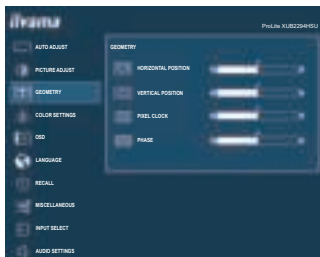 iiyama
ProLite XUB2294HSU
AUTO ADJUST
PICTURE ADJUST
GEOMETRY
COLOR SETTINGS
OSD
LANGUAGE
RECALL
MISCELLANEOUS
INPUT SELECT
AUDIO SETTINGS
GEOMETRY
HORIZONTAL POSITION
VERTICAL POSITION
PIXEL CLOCK
PHASE